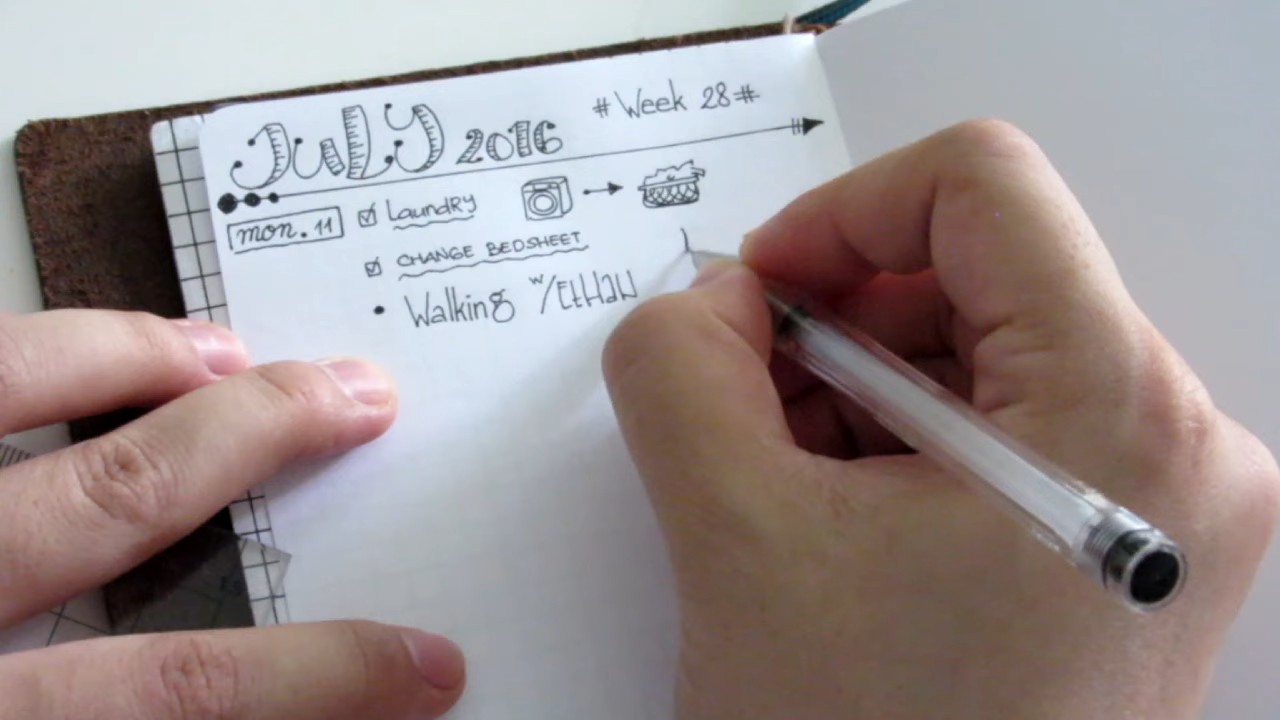 July 2016 # Week 28 #
mon. 11 Laundry
CHANGE BEDSHEET
Walking w/EtHaN